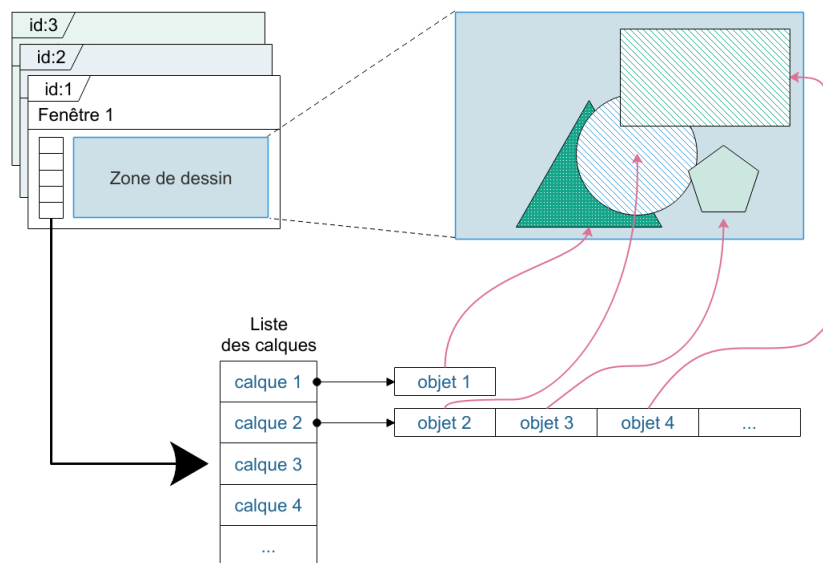 id:3
id:2
id:1
Fenêtre 1
Zone de dessin
Liste
des calques
calque 1
objet 1
calque 2
objet 2
objet 3
objet 4
...
calque 3
calque 4
...